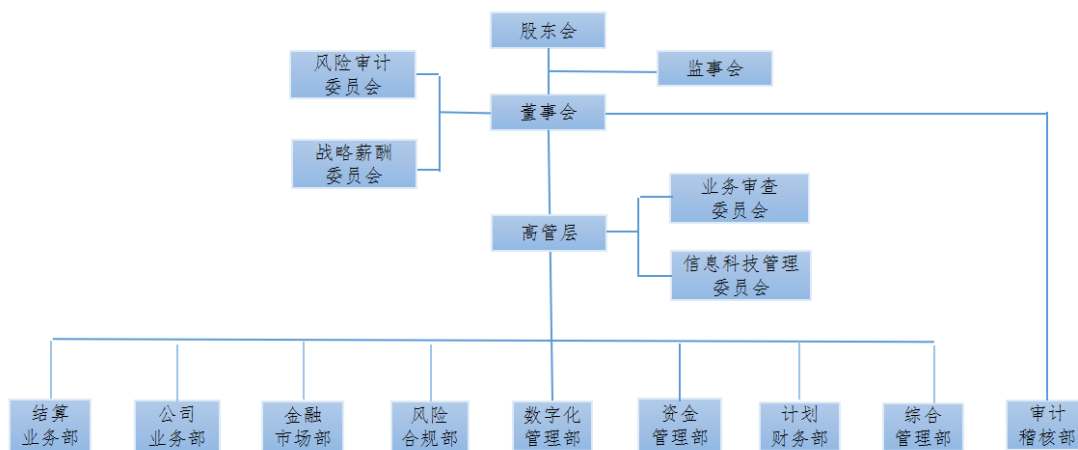 股东会
风险审计
委员会
监事会
董事会
战略薪酬
委员会
业务审查
委员会
高管层
信息科技管理
委员会
结算
业务部
公司
业务部
金融
市场部
风险
合规部
数字化
管理部
资金
管理部
计划
财务部
综合
管理部
审计
稽核部